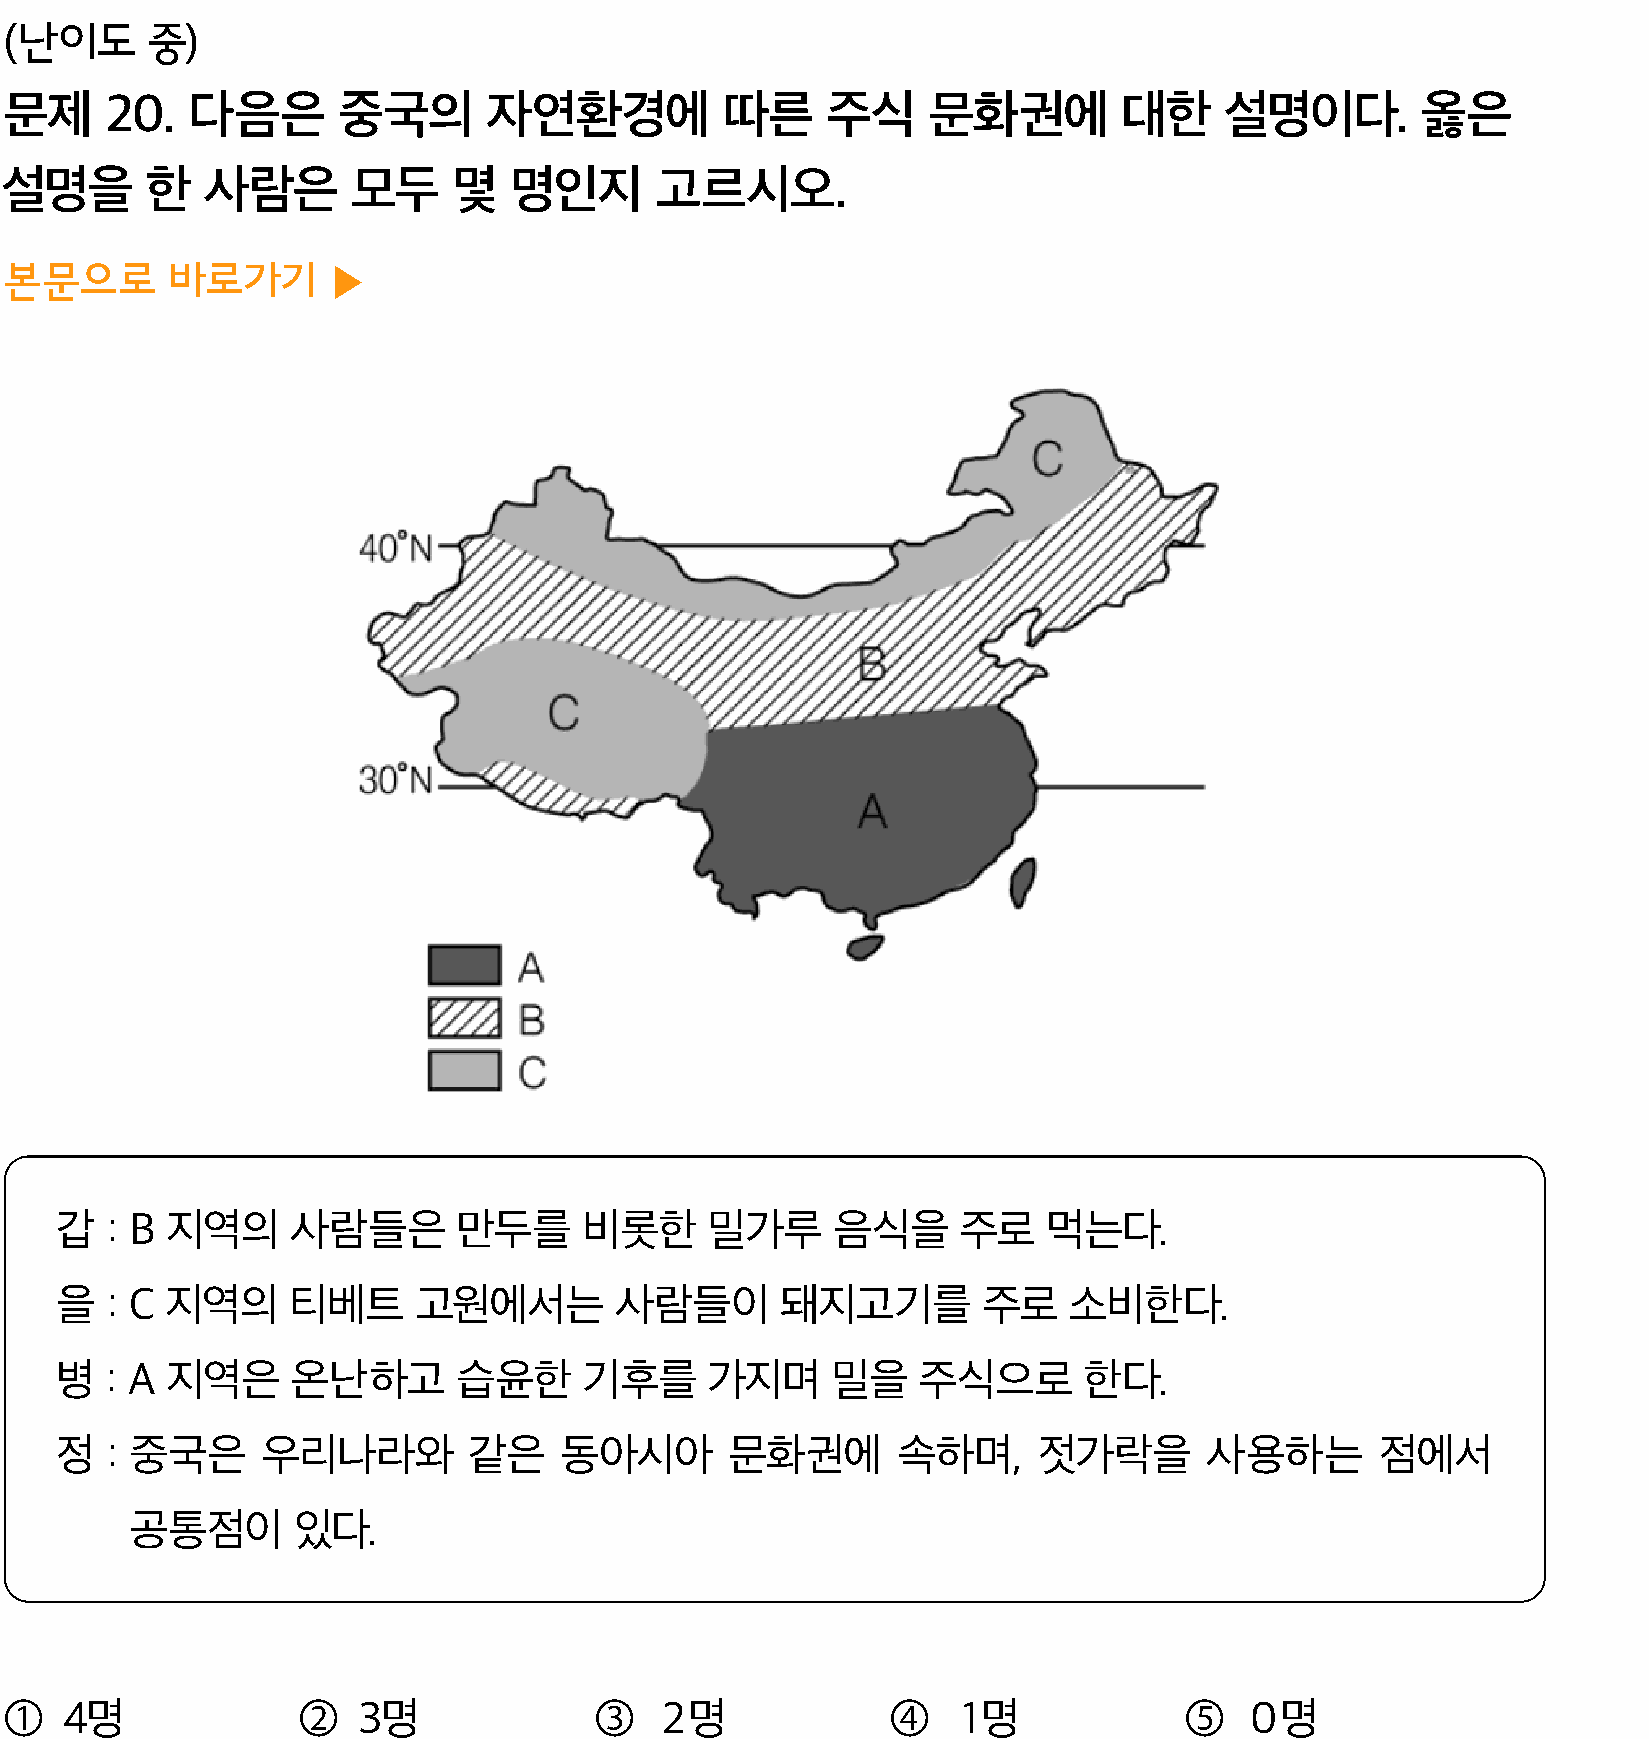 (난이도 중)
문제 20. 다음은 중국의 자연환경에 따른 주식 문화권에 대한 설명이다. 옳은
설명을 한 사람은 모두 몇 명인지 고르시오.
본문으로 바로가기 ▶
C
40°N
B
C
30°N
A
A
B
C
갑 : B 지역의 사람들은 만두를 비롯한 밀가루 음식을 주로 먹는다.
을 : C 지역의 티베트 고원에서는 사람들이 돼지고기를 주로 소비한다.
병 : A 지역은 온난하고 습윤한 기후를 가지며 밀을 주식으로 한다.
정 : 중국은 우리나라와 같은 동아시아 문화권에 속하며, 젓가락을 사용하는 점에서
공통점이 있다.
① 4명 ② 3명 ③ 2명 ④ 1명 ⑤ 0명